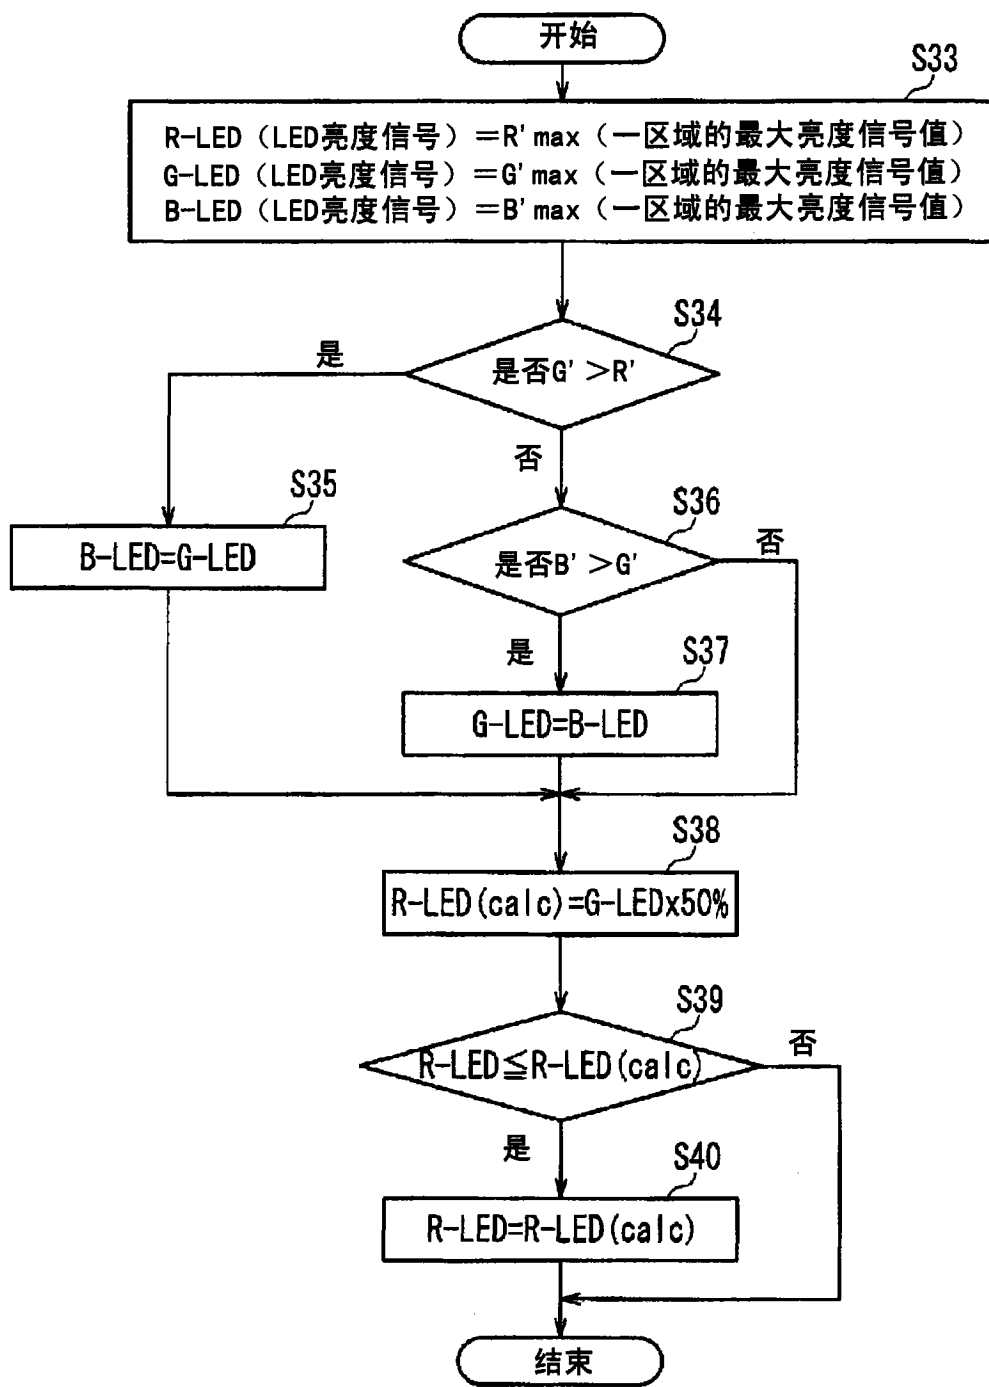 开始
S33
R-LED（LED亮度信号）＝R'max（一区域的最大亮度信号值）
G-LED（LED亮度信号）＝G'max（一区域的最大亮度信号值）
B-LED（LED亮度信号）＝B'max（一区域的最大亮度信号值）
S34
是否G'＞R'
是
否
S35
B-LED=G-LED
S36
是否B'＞G'
否
是
S37
G-LED=B-LED
S38
R-LED(calc)=G-LEDx50%
S39
R-LED≦R-LED(calc)
否
是
S40
R-LED=R-LED(calc)
结束